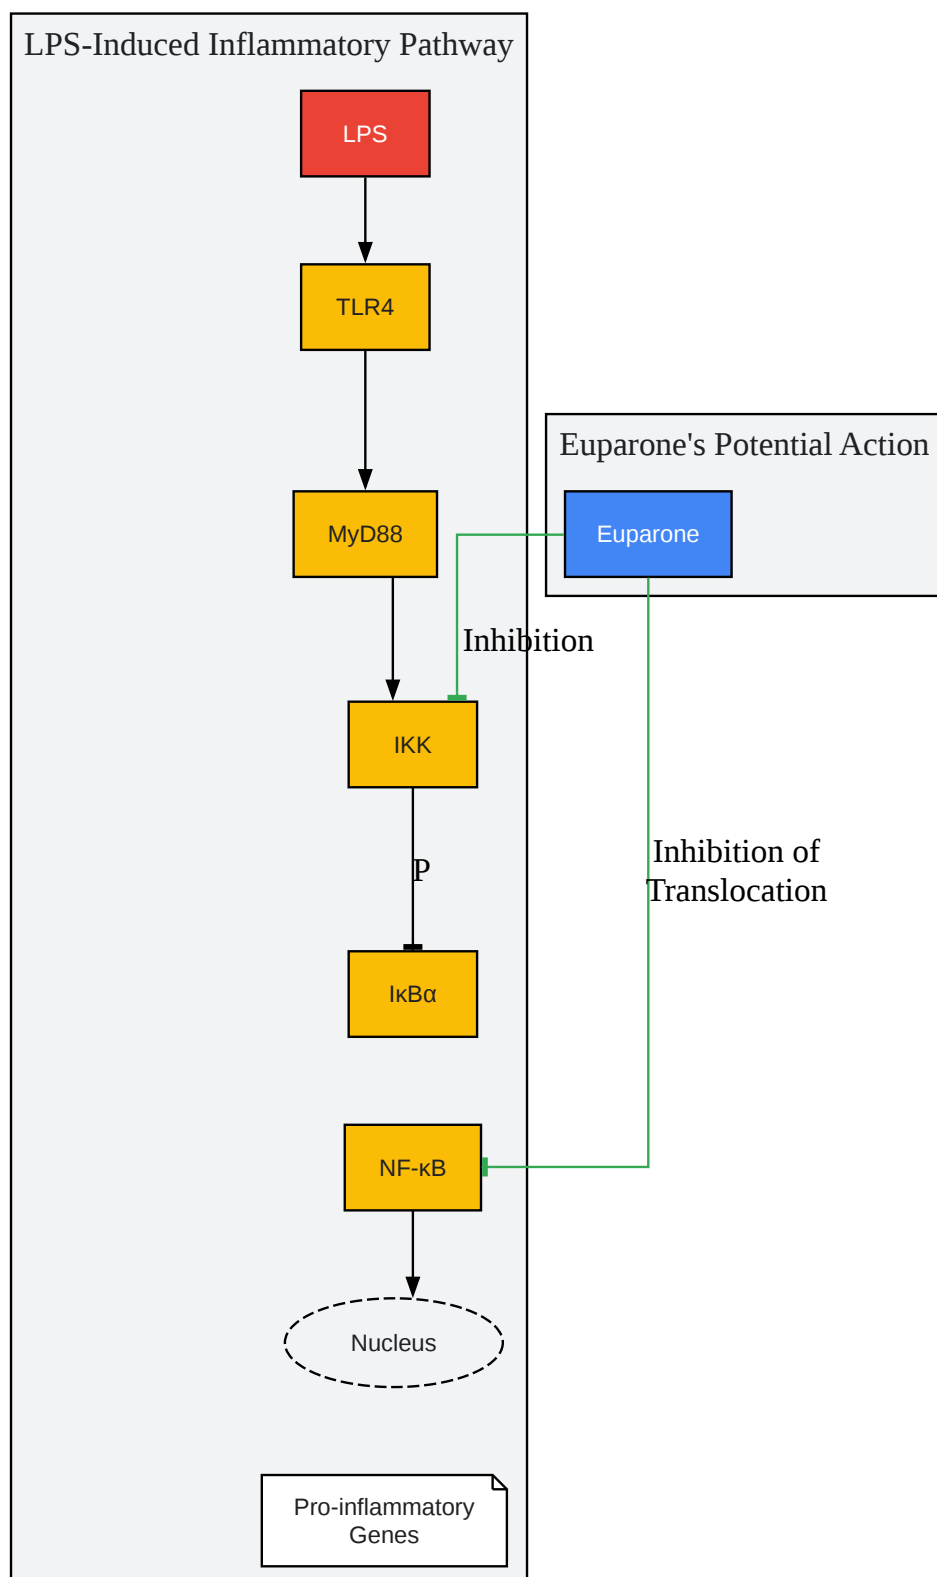 LPS-Induced Inflammatory Pathway
LPS
TLR4
Euparone's Potential Action
MyD88
Euparone
Inhibition
IKK
P
Inhibition of
Translocation
IκBα
NF-κB
Nucleus
Pro-inflammatory
Genes